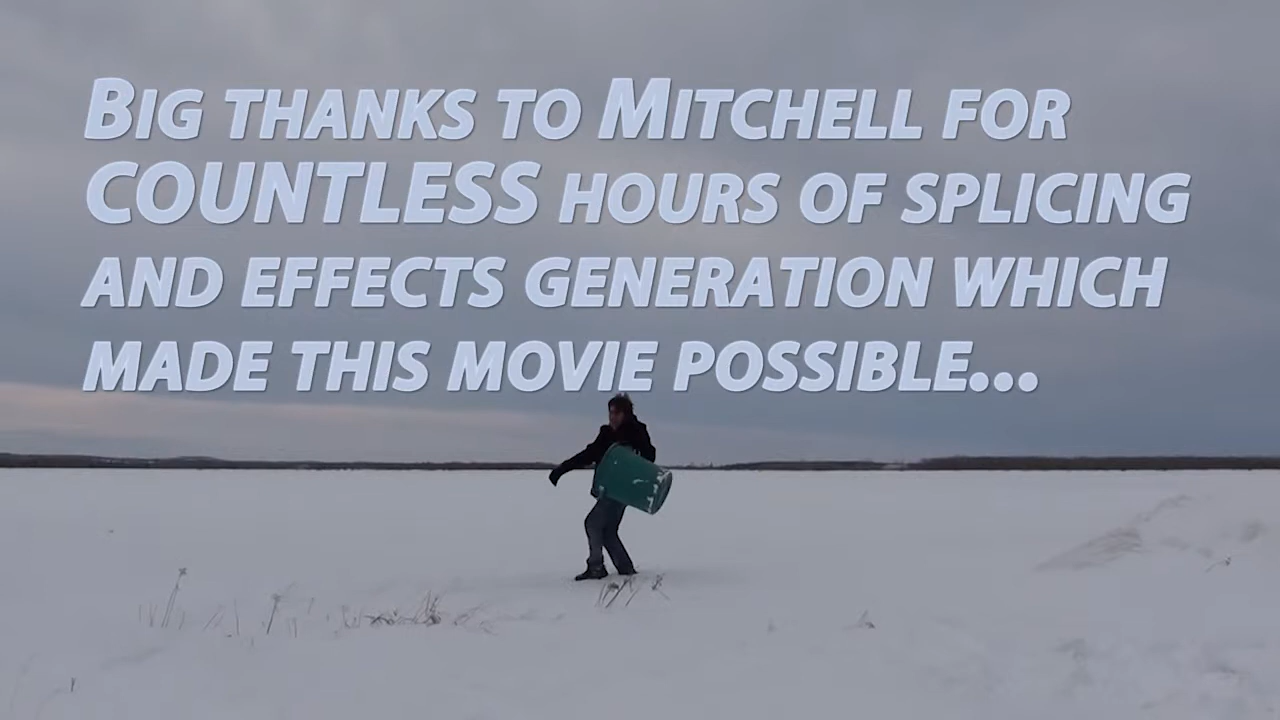 Big thanks to Mitchell for
COUNTLESS hours of splicing
and effects generation which
made this movie possible...